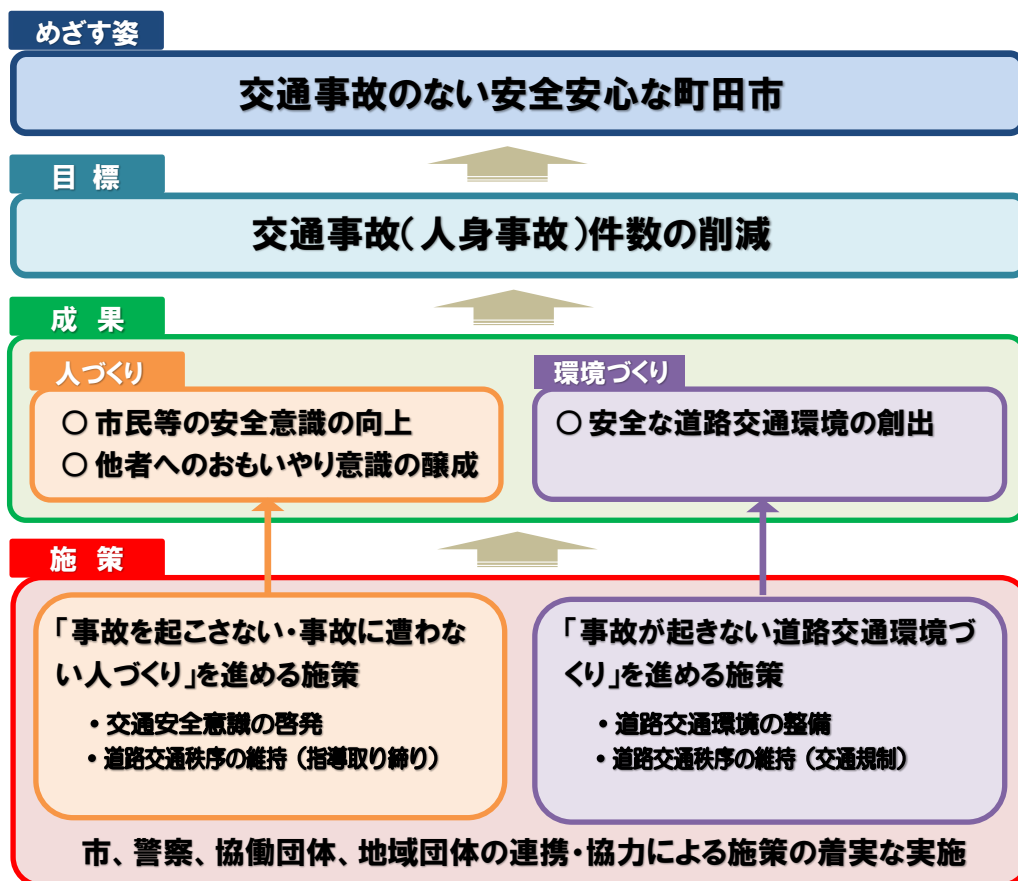 めざす姿
交通事故のない安全安心な町田市
目 標
交通事故(人身事故)件数の削減
成 果
人づくり
○ 市民等の安全意識の向上
○ 他者へのおもいやり意識の醸成
環境づくり
○ 安全な道路交通環境の創出
施 策
「事故を起こさない・事故に遭わな
い人づくり」を進める施策
・交通安全意識の啓発
・道路交通秩序の維持（指導取り締り）
「事故が起きない道路交通環境づ
くり」を進める施策
・道路交通環境の整備
・道路交通秩序の維持（交通規制）
市、警察、協働団体、地域団体の連携・協力による施策の着実な実施